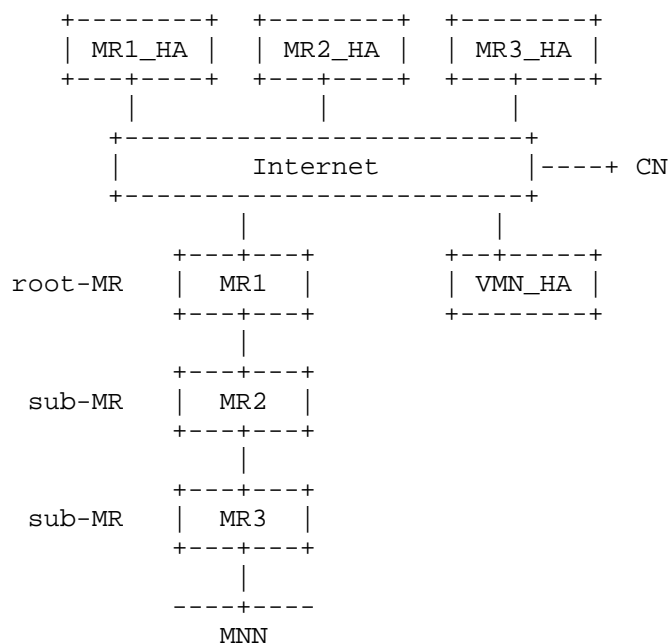 MR1_HA MR2_HA MR3_HA
Internet CN
root-MR MR1 VMN_HA
sub-MR MR2
sub-MR MR3
MNN